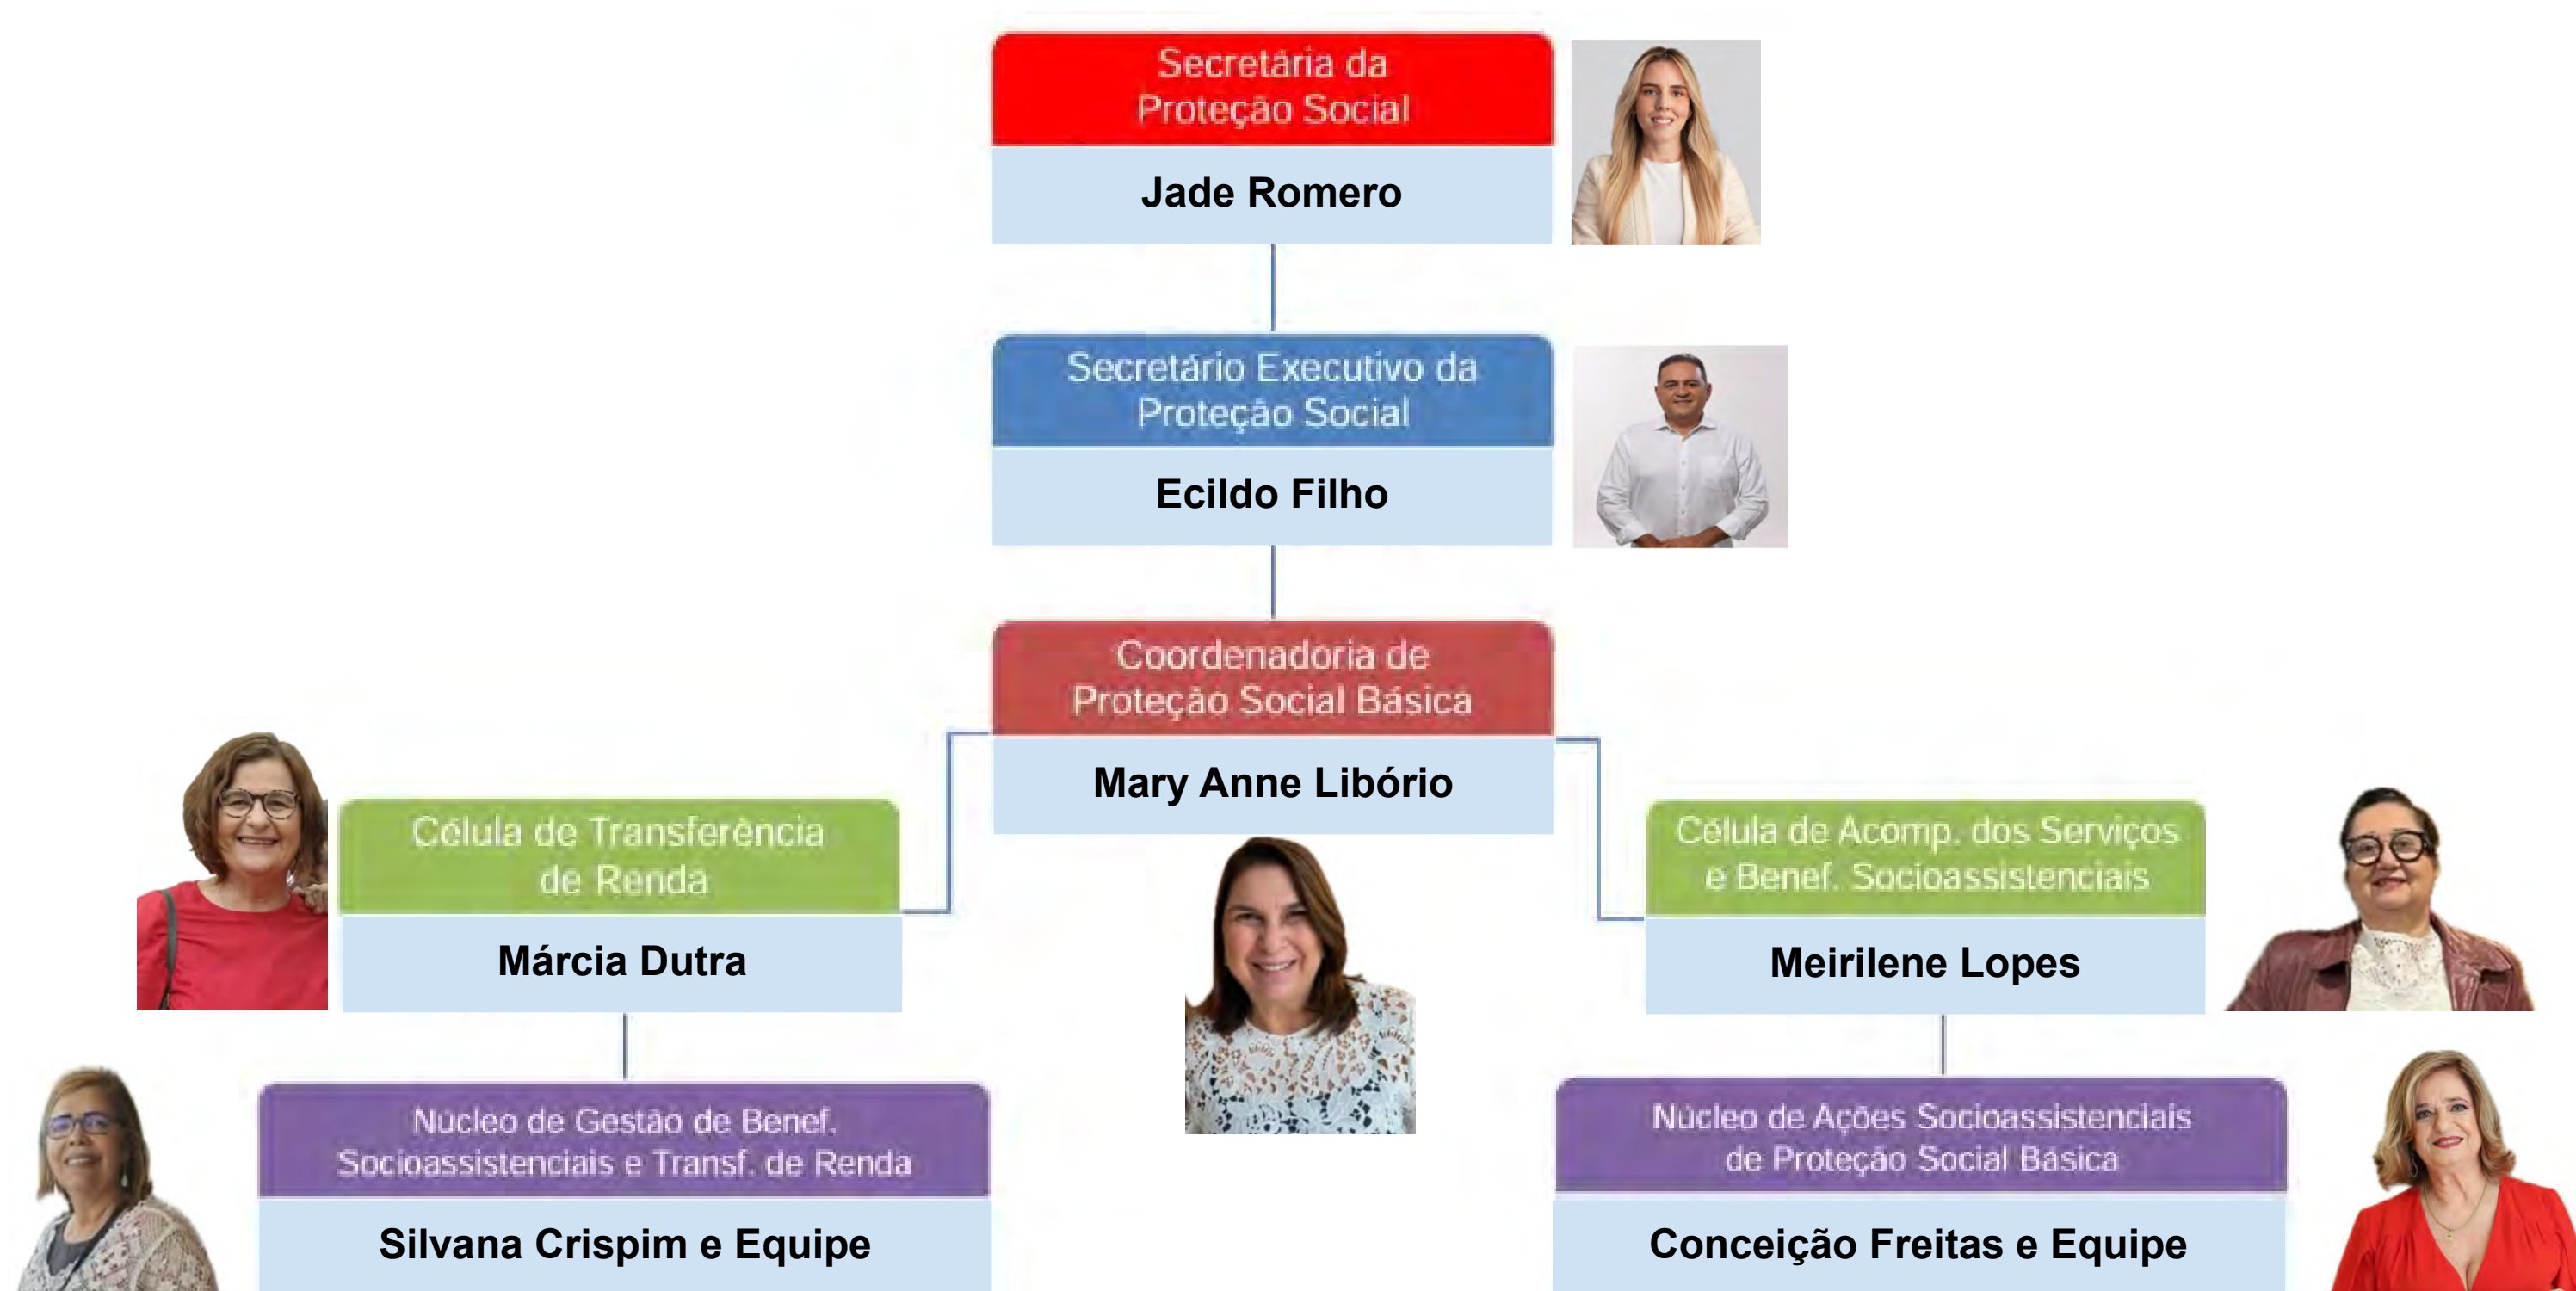 Secretária da
Proteção Social
Jade Romero
Secretário Executivo da
Proteção Social
Ecildo Filho
Coordenadoria de
Proteção Social Básica
Mary Anne Libório
Célula de Transferência
de Renda
Márcia Dutra
Célula de Acomp. dos Serviços
e Benef. Socioassistenciais
Meirilene Lopes
Núcleo de Gestão de Benef.
Socioassistenciais e Transf. de Renda
Silvana Crispim e Equipe
Núcleo de Ações Socioassistenciais
de Proteção Social Básica
Conceição Freitas e Equipe